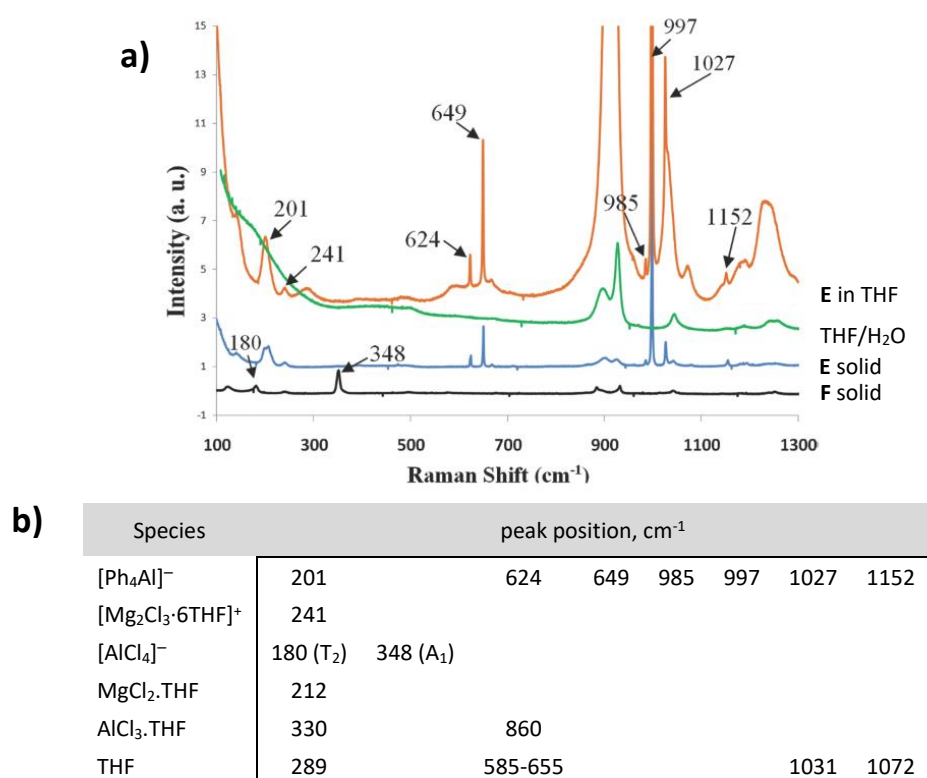 a)
Intensity (a. u.)
15
13
11
9
7
5
3
1
-1
997
1027
649
201
985
624
1152
241
180
348
E in THF
THF/H₂O
E solid
F solid
100 300 500 700 900 1100 1300
Raman Shift (cm⁻¹)
b)
Species peak position, cm⁻¹
[Ph₄Al]⁻ 201 624 649 985 997 1027 1152
[Mg₂Cl₃·6THF]⁺ 241
[AlCl₄]⁻ 180 (T₂) 348 (A₁)
MgCl₂.THF 212
AlCl₃.THF 330 860
THF 289 585-655 1031 1072